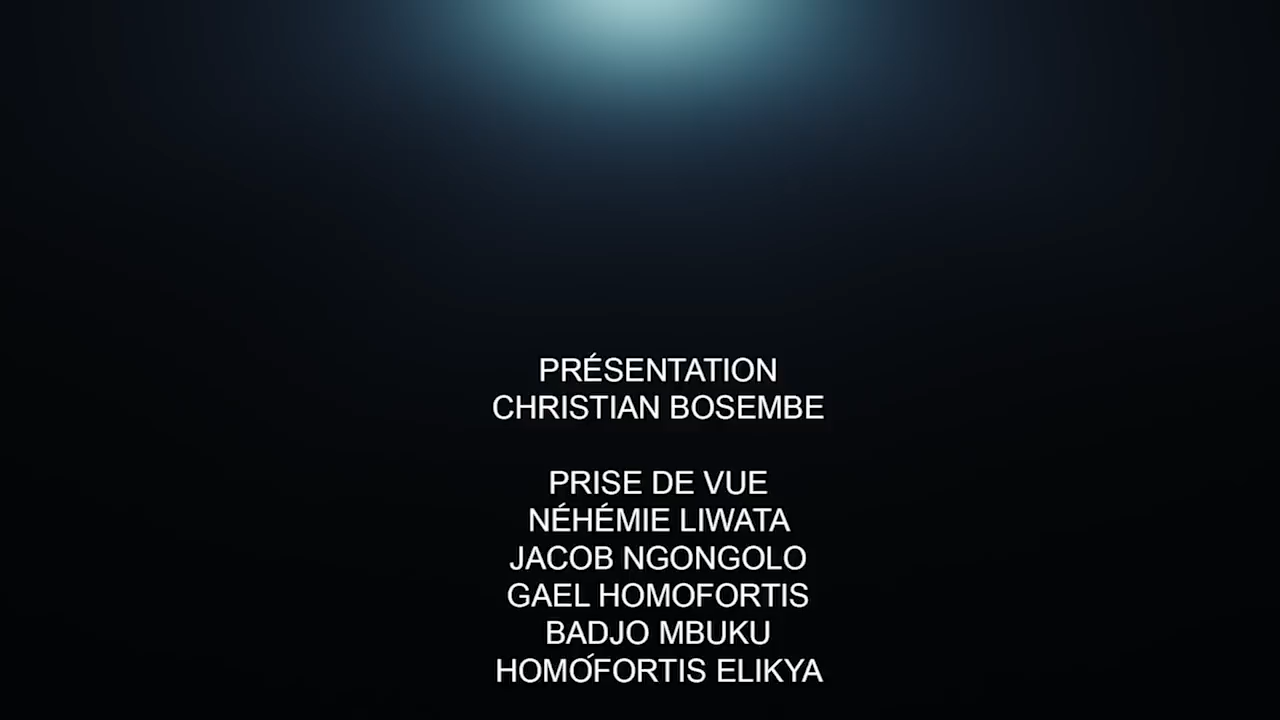 PRÉSENTATION
CHRISTIAN BOSEMBE
PRISE DE VUE
NÉHÉMIE LIWATA
JACOB NGONGOLO
GAEL HOMOFORTIS
BADJO MBUKU
HOMÓFORTIS ELIKYA